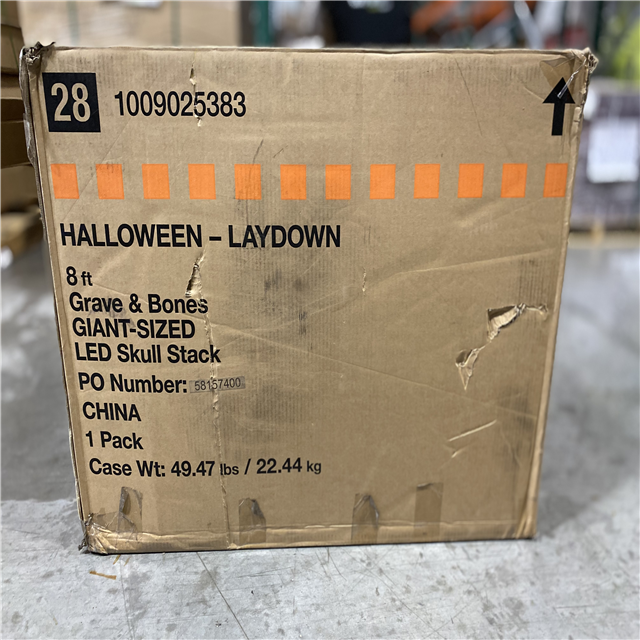 28 1009025383
HALLOWEEN – LAYDOWN
8 ft
Grave & Bones
GIANT-SIZED
LED Skull Stack
PO Number: 58157400
CHINA
1 Pack
Case Wt: 49.47 lbs / 22.44 kg